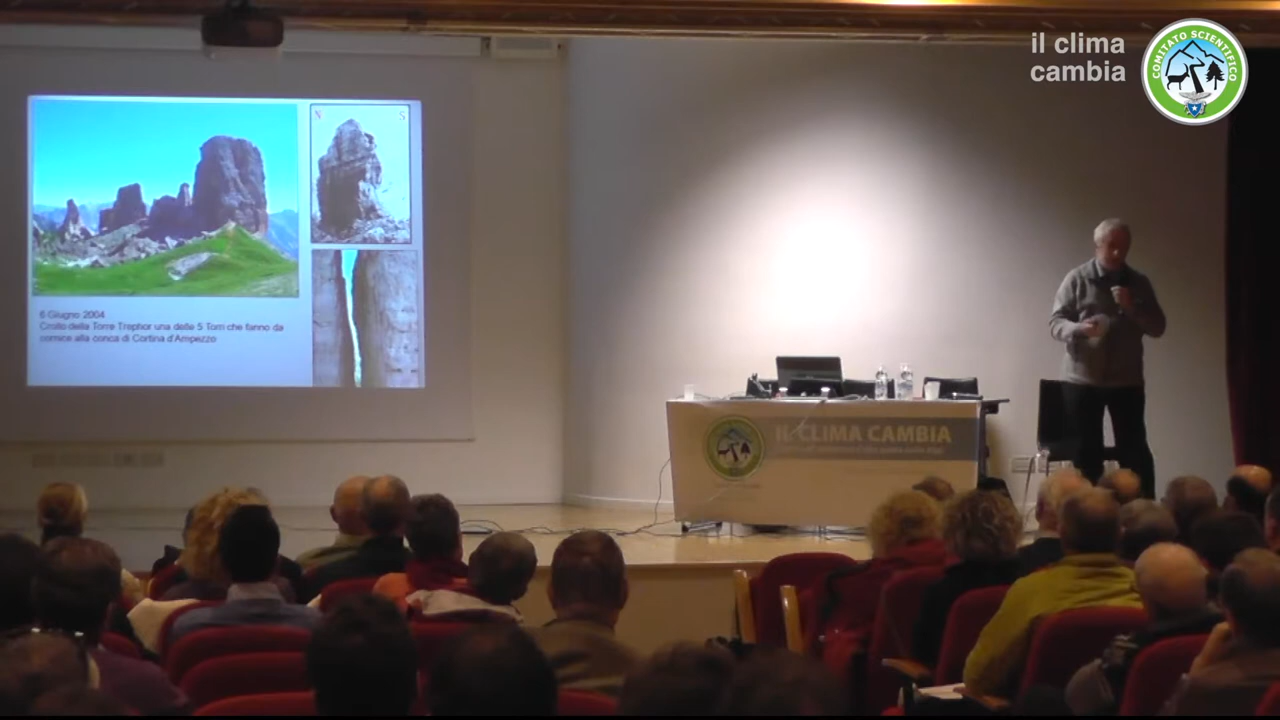 il clima
cambia
COMITATO SCIENTIFICO
N S
6 Giugno 2004
Crollo della Torre Trephor una delle 5 Torri che fanno da
cornice alla conca di Cortina d'Ampezzo
IL CLIMA CAMBIA